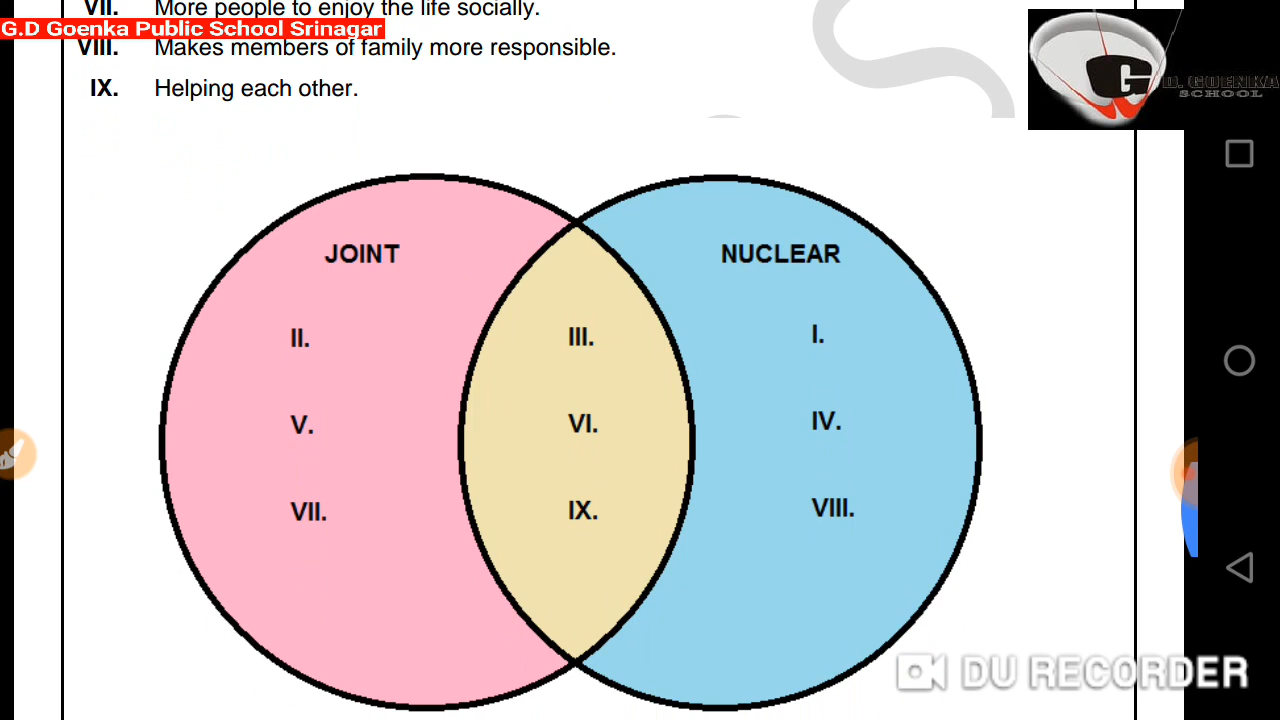 VII. More people to enjoy the life socially.
G.D Goenka Public School Srinagar
VIII. Makes members of family more responsible.
IX. Helping each other.
G
D. GOENKA
SCHOOL
JOINT
NUCLEAR
II.
III.
I.
V.
VI.
IV.
VII.
IX.
VIII.
DU RECORDER